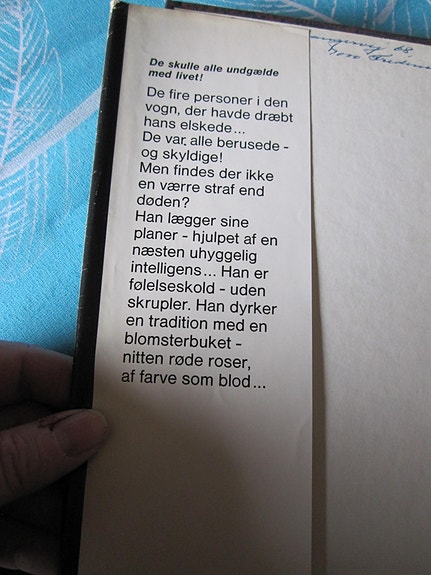 De skulle alle undgælde
med livet!
De fire personer i den
vogn, der havde dræbt
hans elskede...
De var alle berusede -
og skyldige!
Men findes der ikke
en værre straf end
døden?
Han lægger sine
planer - hjulpet af en
næsten uhyggelig
intelligens... Han er
følelseskold - uden
skrupler. Han dyrker
en tradition med en
blomsterbuket -
nitten røde roser,
af farve som blod...